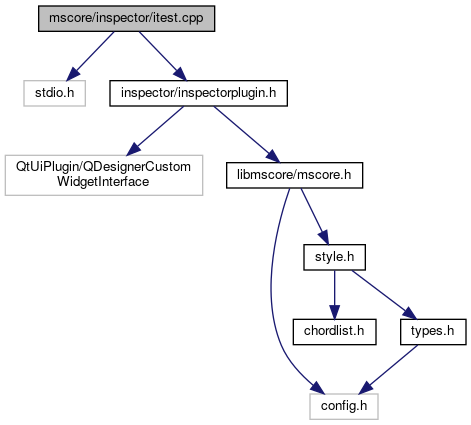 mscore/inspector/itest.cpp
stdio.h
inspector/inspectorplugin.h
QtUiPlugin/QDesignerCustom
WidgetInterface
libmscore/mscore.h
style.h
chordlist.h
types.h
config.h